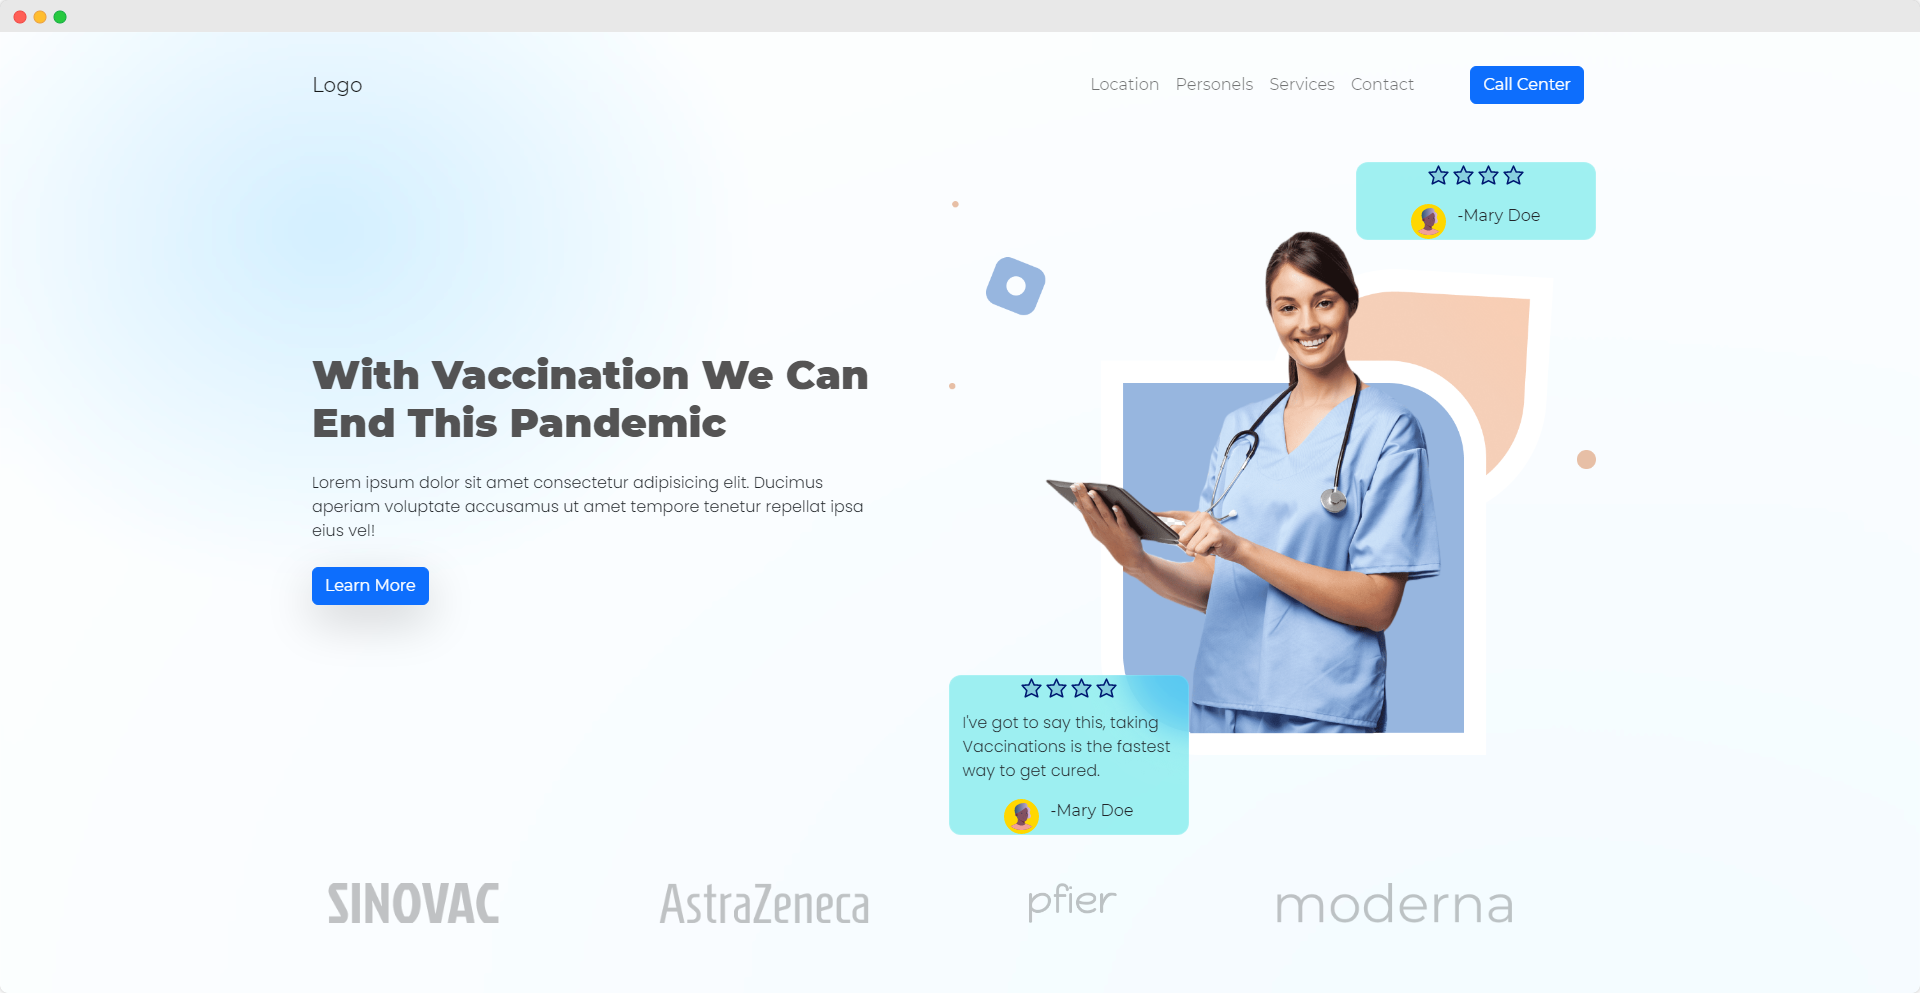 Logo
Location Personels Services Contact Call Center
-Mary Doe
With Vaccination We Can
End This Pandemic
Lorem ipsum dolor sit amet consectetur adipisicing elit. Ducimus
aperiam voluptate accusamus ut amet tempore tenetur repellat ipsa
eius vel!
Learn More
I've got to say this, taking
Vaccinations is the fastest
way to get cured.
-Mary Doe
SINOVAC AstraZeneca pfier moderna